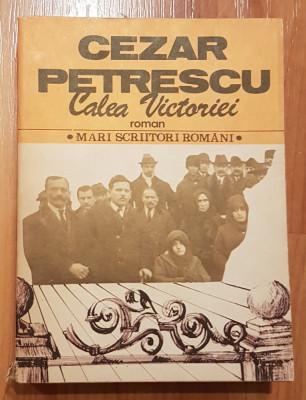 CEZAR
PETRESCU
Calea Victoriei
roman
• MARI SCRIITORI ROMÂNI •